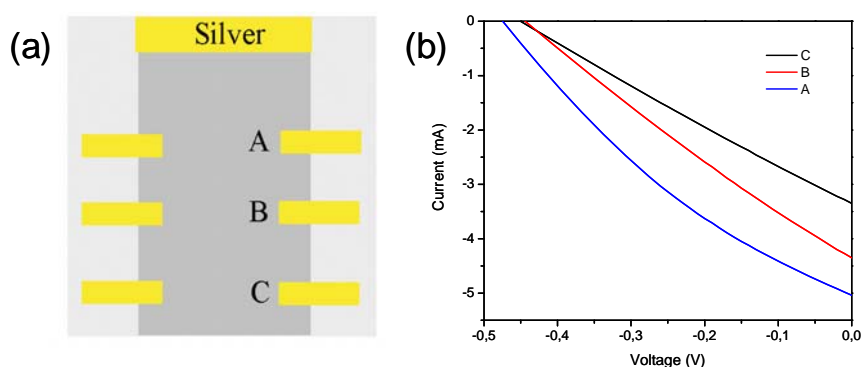 (a)
Silver
A
B
C
(b)
Current (mA)
0
-1
-2
-3
-4
-5
C
B
A
-0,5 -0,4 -0,3 -0,2 -0,1 0,0
Voltage (V)